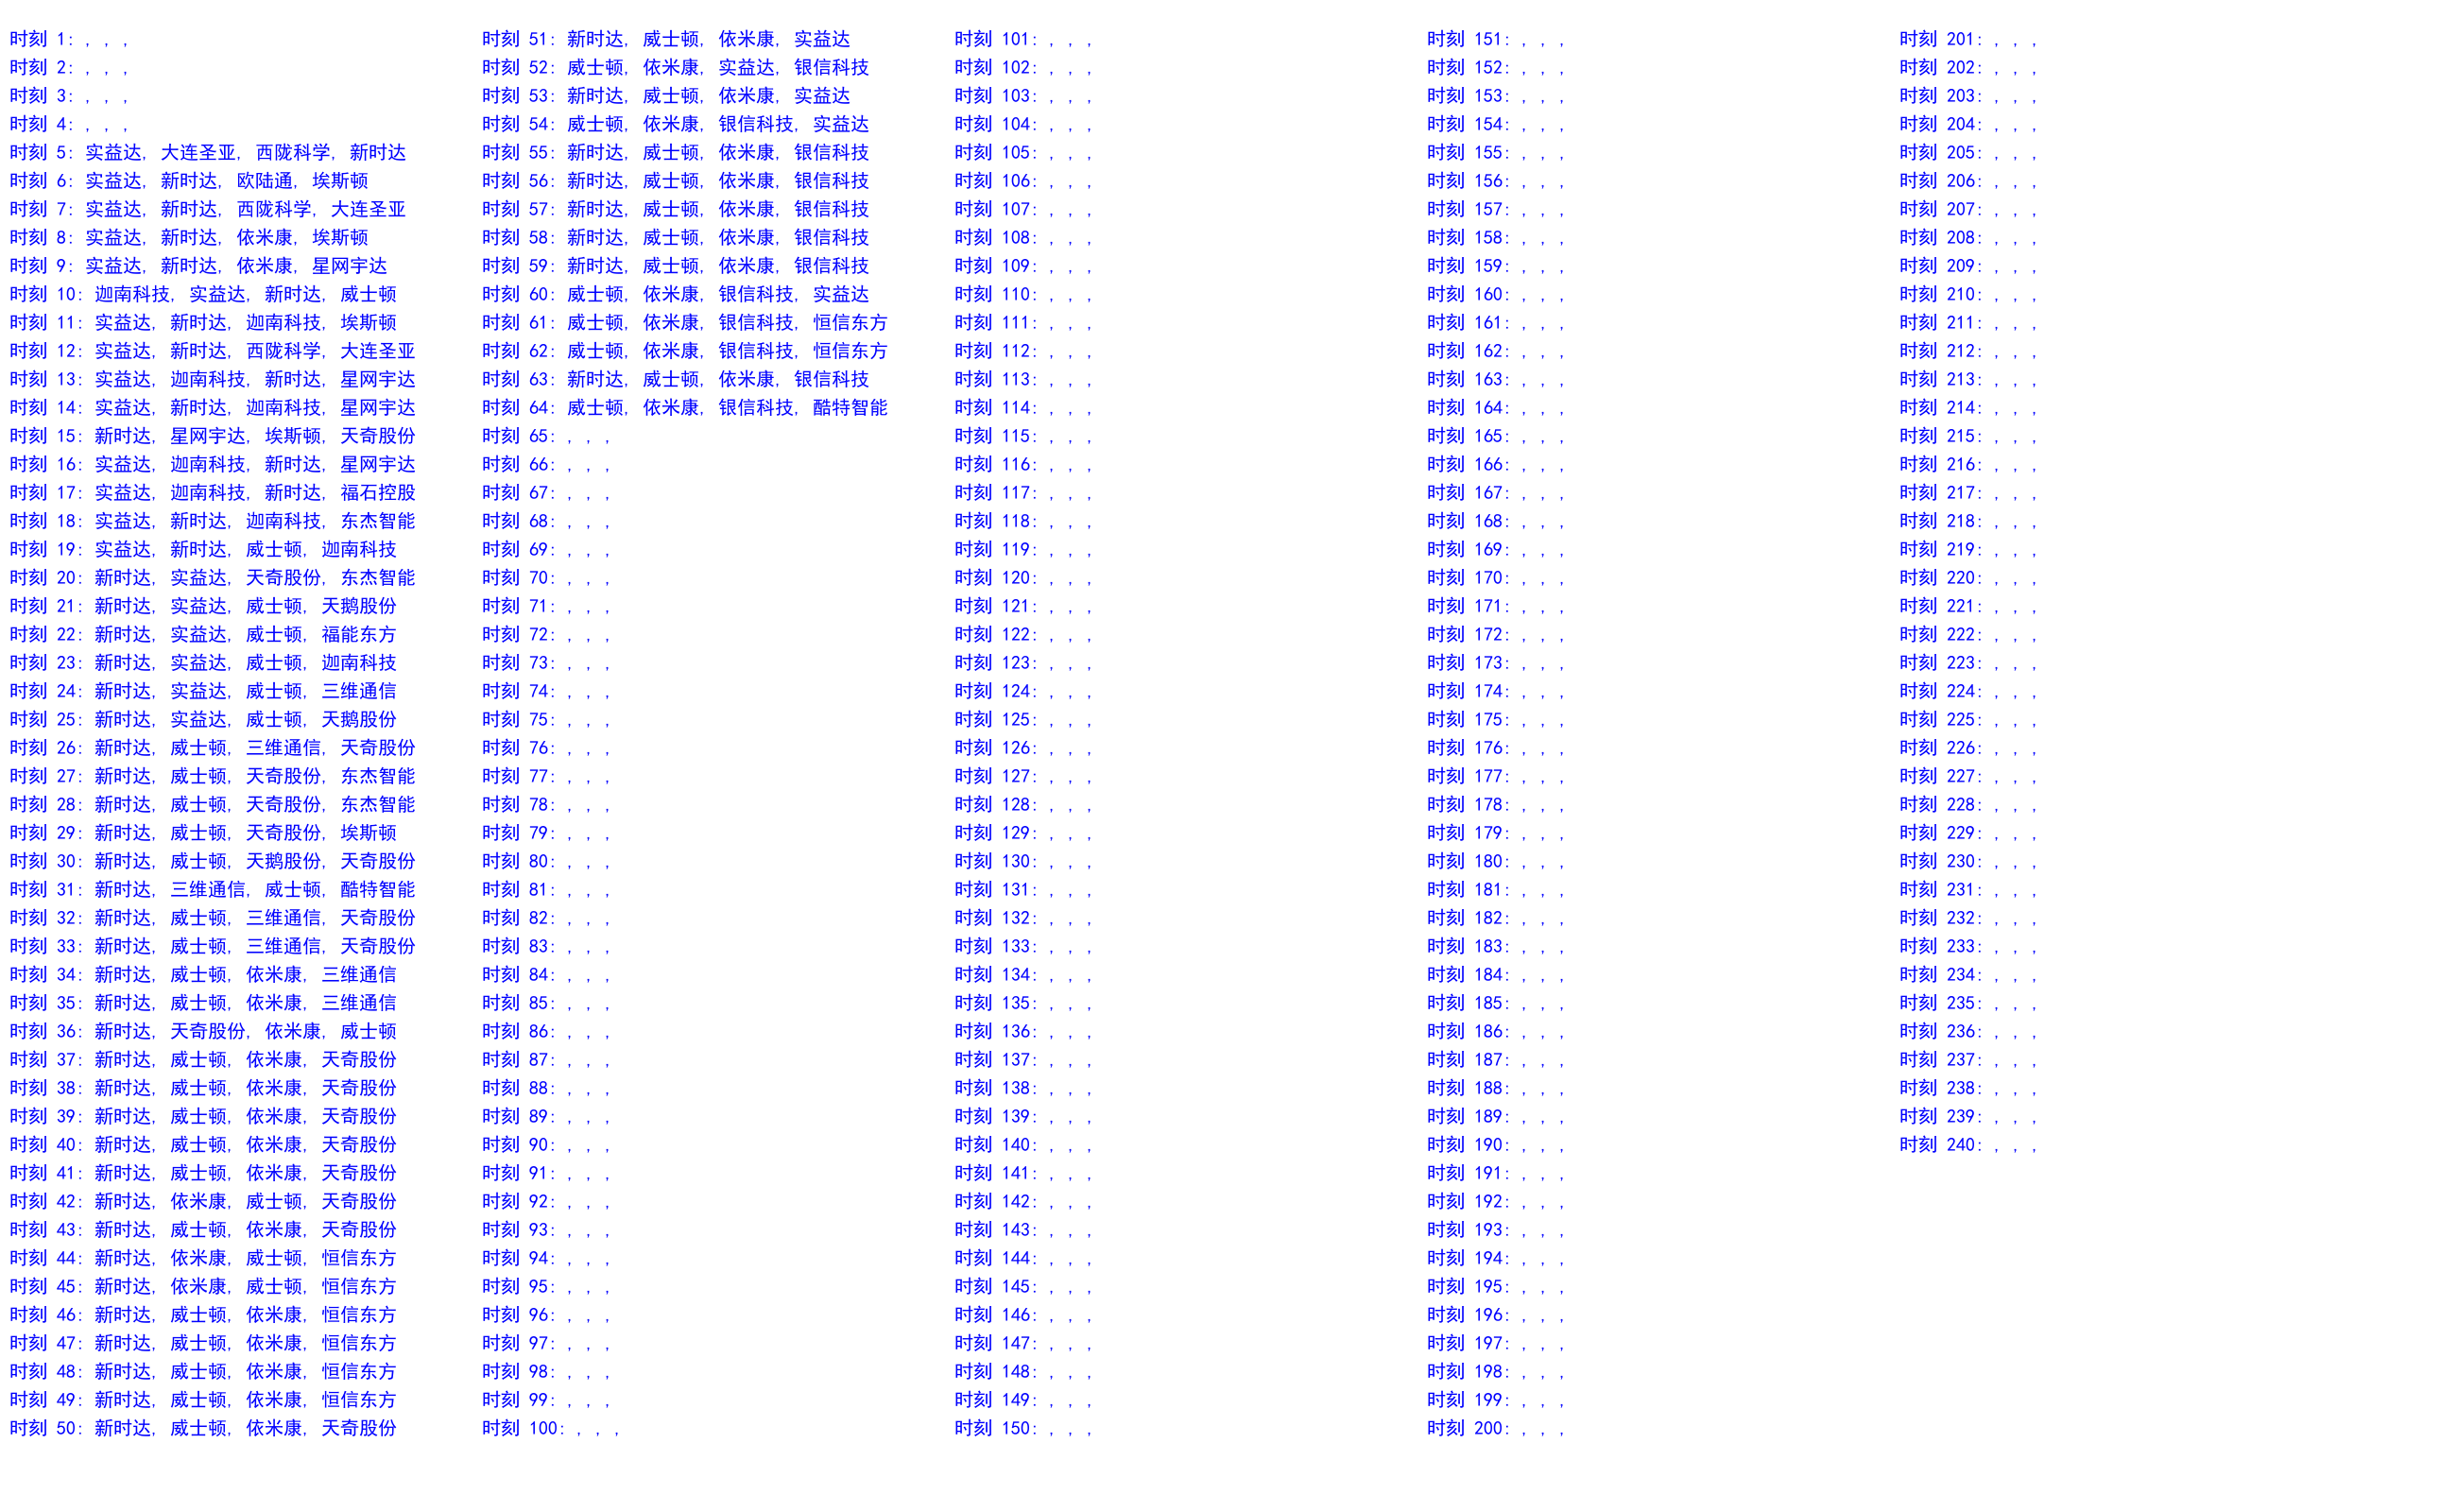 时刻 1: , , ,
时刻 2: , , ,
时刻 3: , , ,
时刻 4: , , ,
时刻 5: 实益达, 大连圣亚, 西陇科学, 新时达
时刻 6: 实益达, 新时达, 欧陆通, 埃斯顿
时刻 7: 实益达, 新时达, 西陇科学, 大连圣亚
时刻 8: 实益达, 新时达, 依米康, 埃斯顿
时刻 9: 实益达, 新时达, 依米康, 星网宇达
时刻 10: 迦南科技, 实益达, 新时达, 威士顿
时刻 11: 实益达, 新时达, 迦南科技, 埃斯顿
时刻 12: 实益达, 新时达, 西陇科学, 大连圣亚
时刻 13: 实益达, 迦南科技, 新时达, 星网宇达
时刻 14: 实益达, 新时达, 迦南科技, 星网宇达
时刻 15: 新时达, 星网宇达, 埃斯顿, 天奇股份
时刻 16: 实益达, 迦南科技, 新时达, 星网宇达
时刻 17: 实益达, 迦南科技, 新时达, 福石控股
时刻 18: 实益达, 新时达, 迦南科技, 东杰智能
时刻 19: 实益达, 新时达, 威士顿, 迦南科技
时刻 20: 新时达, 实益达, 天奇股份, 东杰智能
时刻 21: 新时达, 实益达, 威士顿, 天鹅股份
时刻 22: 新时达, 实益达, 威士顿, 福能东方
时刻 23: 新时达, 实益达, 威士顿, 迦南科技
时刻 24: 新时达, 实益达, 威士顿, 三维通信
时刻 25: 新时达, 实益达, 威士顿, 天鹅股份
时刻 26: 新时达, 威士顿, 三维通信, 天奇股份
时刻 27: 新时达, 威士顿, 天奇股份, 东杰智能
时刻 28: 新时达, 威士顿, 天奇股份, 东杰智能
时刻 29: 新时达, 威士顿, 天奇股份, 埃斯顿
时刻 30: 新时达, 威士顿, 天鹅股份, 天奇股份
时刻 31: 新时达, 三维通信, 威士顿, 酷特智能
时刻 32: 新时达, 威士顿, 三维通信, 天奇股份
时刻 33: 新时达, 威士顿, 三维通信, 天奇股份
时刻 34: 新时达, 威士顿, 依米康, 三维通信
时刻 35: 新时达, 威士顿, 依米康, 三维通信
时刻 36: 新时达, 天奇股份, 依米康, 威士顿
时刻 37: 新时达, 威士顿, 依米康, 天奇股份
时刻 38: 新时达, 威士顿, 依米康, 天奇股份
时刻 39: 新时达, 威士顿, 依米康, 天奇股份
时刻 40: 新时达, 威士顿, 依米康, 天奇股份
时刻 41: 新时达, 威士顿, 依米康, 天奇股份
时刻 42: 新时达, 依米康, 威士顿, 天奇股份
时刻 43: 新时达, 威士顿, 依米康, 天奇股份
时刻 44: 新时达, 依米康, 威士顿, 恒信东方
时刻 45: 新时达, 依米康, 威士顿, 恒信东方
时刻 46: 新时达, 威士顿, 依米康, 恒信东方
时刻 47: 新时达, 威士顿, 依米康, 恒信东方
时刻 48: 新时达, 威士顿, 依米康, 恒信东方
时刻 49: 新时达, 威士顿, 依米康, 恒信东方
时刻 50: 新时达, 威士顿, 依米康, 天奇股份
时刻 51: 新时达, 威士顿, 依米康, 实益达
时刻 52: 威士顿, 依米康, 实益达, 银信科技
时刻 53: 新时达, 威士顿, 依米康, 实益达
时刻 54: 威士顿, 依米康, 银信科技, 实益达
时刻 55: 新时达, 威士顿, 依米康, 银信科技
时刻 56: 新时达, 威士顿, 依米康, 银信科技
时刻 57: 新时达, 威士顿, 依米康, 银信科技
时刻 58: 新时达, 威士顿, 依米康, 银信科技
时刻 59: 新时达, 威士顿, 依米康, 银信科技
时刻 60: 威士顿, 依米康, 银信科技, 实益达
时刻 61: 威士顿, 依米康, 银信科技, 恒信东方
时刻 62: 威士顿, 依米康, 银信科技, 恒信东方
时刻 63: 新时达, 威士顿, 依米康, 银信科技
时刻 64: 威士顿, 依米康, 银信科技, 酷特智能
时刻 65: , , ,
时刻 66: , , ,
时刻 67: , , ,
时刻 68: , , ,
时刻 69: , , ,
时刻 70: , , ,
时刻 71: , , ,
时刻 72: , , ,
时刻 73: , , ,
时刻 74: , , ,
时刻 75: , , ,
时刻 76: , , ,
时刻 77: , , ,
时刻 78: , , ,
时刻 79: , , ,
时刻 80: , , ,
时刻 81: , , ,
时刻 82: , , ,
时刻 83: , , ,
时刻 84: , , ,
时刻 85: , , ,
时刻 86: , , ,
时刻 87: , , ,
时刻 88: , , ,
时刻 89: , , ,
时刻 90: , , ,
时刻 91: , , ,
时刻 92: , , ,
时刻 93: , , ,
时刻 94: , , ,
时刻 95: , , ,
时刻 96: , , ,
时刻 97: , , ,
时刻 98: , , ,
时刻 99: , , ,
时刻 100: , , ,
时刻 101: , , ,
时刻 102: , , ,
时刻 103: , , ,
时刻 104: , , ,
时刻 105: , , ,
时刻 106: , , ,
时刻 107: , , ,
时刻 108: , , ,
时刻 109: , , ,
时刻 110: , , ,
时刻 111: , , ,
时刻 112: , , ,
时刻 113: , , ,
时刻 114: , , ,
时刻 115: , , ,
时刻 116: , , ,
时刻 117: , , ,
时刻 118: , , ,
时刻 119: , , ,
时刻 120: , , ,
时刻 121: , , ,
时刻 122: , , ,
时刻 123: , , ,
时刻 124: , , ,
时刻 125: , , ,
时刻 126: , , ,
时刻 127: , , ,
时刻 128: , , ,
时刻 129: , , ,
时刻 130: , , ,
时刻 131: , , ,
时刻 132: , , ,
时刻 133: , , ,
时刻 134: , , ,
时刻 135: , , ,
时刻 136: , , ,
时刻 137: , , ,
时刻 138: , , ,
时刻 139: , , ,
时刻 140: , , ,
时刻 141: , , ,
时刻 142: , , ,
时刻 143: , , ,
时刻 144: , , ,
时刻 145: , , ,
时刻 146: , , ,
时刻 147: , , ,
时刻 148: , , ,
时刻 149: , , ,
时刻 150: , , ,
时刻 151: , , ,
时刻 152: , , ,
时刻 153: , , ,
时刻 154: , , ,
时刻 155: , , ,
时刻 156: , , ,
时刻 157: , , ,
时刻 158: , , ,
时刻 159: , , ,
时刻 160: , , ,
时刻 161: , , ,
时刻 162: , , ,
时刻 163: , , ,
时刻 164: , , ,
时刻 165: , , ,
时刻 166: , , ,
时刻 167: , , ,
时刻 168: , , ,
时刻 169: , , ,
时刻 170: , , ,
时刻 171: , , ,
时刻 172: , , ,
时刻 173: , , ,
时刻 174: , , ,
时刻 175: , , ,
时刻 176: , , ,
时刻 177: , , ,
时刻 178: , , ,
时刻 179: , , ,
时刻 180: , , ,
时刻 181: , , ,
时刻 182: , , ,
时刻 183: , , ,
时刻 184: , , ,
时刻 185: , , ,
时刻 186: , , ,
时刻 187: , , ,
时刻 188: , , ,
时刻 189: , , ,
时刻 190: , , ,
时刻 191: , , ,
时刻 192: , , ,
时刻 193: , , ,
时刻 194: , , ,
时刻 195: , , ,
时刻 196: , , ,
时刻 197: , , ,
时刻 198: , , ,
时刻 199: , , ,
时刻 200: , , ,
时刻 201: , , ,
时刻 202: , , ,
时刻 203: , , ,
时刻 204: , , ,
时刻 205: , , ,
时刻 206: , , ,
时刻 207: , , ,
时刻 208: , , ,
时刻 209: , , ,
时刻 210: , , ,
时刻 211: , , ,
时刻 212: , , ,
时刻 213: , , ,
时刻 214: , , ,
时刻 215: , , ,
时刻 216: , , ,
时刻 217: , , ,
时刻 218: , , ,
时刻 219: , , ,
时刻 220: , , ,
时刻 221: , , ,
时刻 222: , , ,
时刻 223: , , ,
时刻 224: , , ,
时刻 225: , , ,
时刻 226: , , ,
时刻 227: , , ,
时刻 228: , , ,
时刻 229: , , ,
时刻 230: , , ,
时刻 231: , , ,
时刻 232: , , ,
时刻 233: , , ,
时刻 234: , , ,
时刻 235: , , ,
时刻 236: , , ,
时刻 237: , , ,
时刻 238: , , ,
时刻 239: , , ,
时刻 240: , , ,